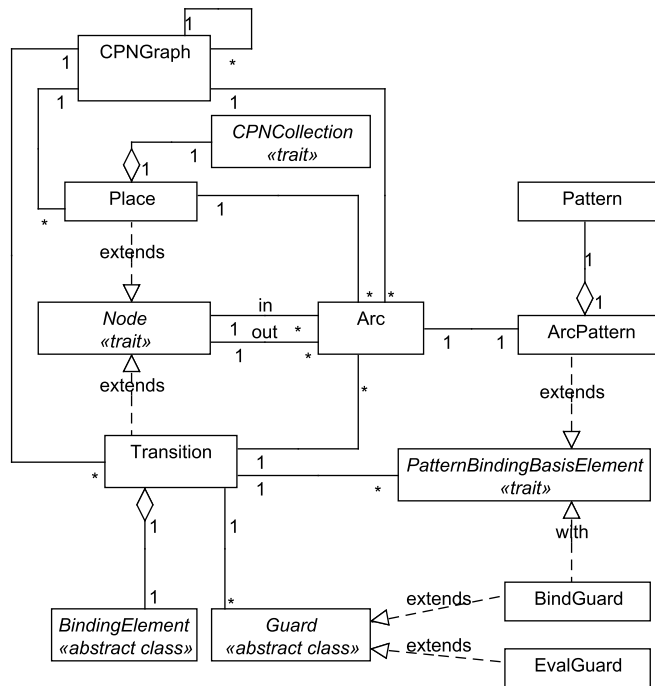 1
CPNGraph
1
*
1
1
CPNCollection
«trait»
1
1
Place
1
Pattern
*
extends
1
1
*
*
Node
«trait»
in
1
*
out
1
*
Arc
1
1
ArcPattern
extends
*
extends
Transition
1
*
1
*
PatternBindingBasisElement
«trait»
1
1
with
1
*
BindingElement
«abstract class»
Guard
«abstract class»
extends
BindGuard
extends
EvalGuard